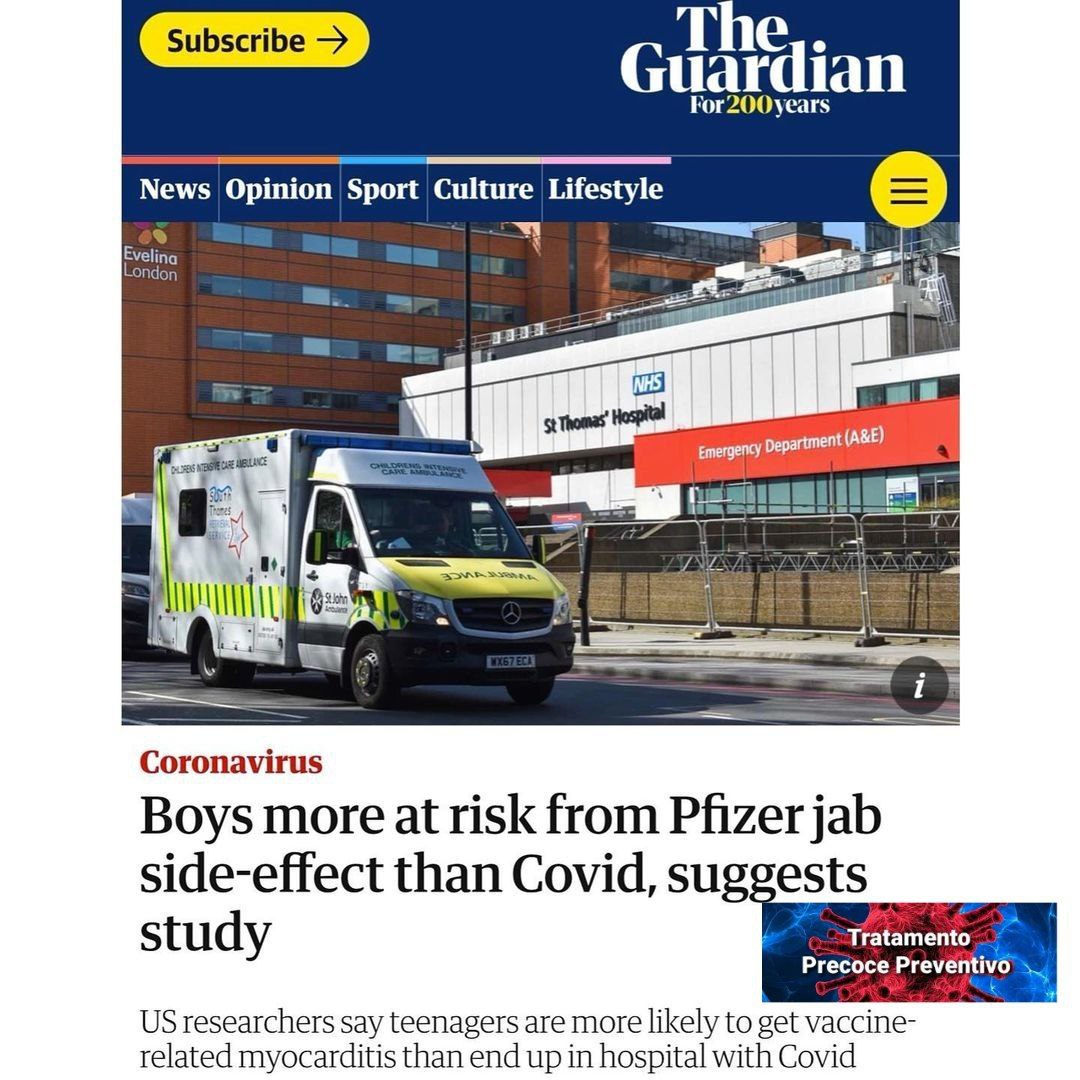 Subscribe →
The
Guardian
For 200 years
News Opinion Sport Culture Lifestyle
Evelina
London
NHS
St Thomas' Hospital
Emergency Department (A&E)
CHILDRENS INTENSIVE CARE AMBULANCE
CHILDRENS INTENSIVE
CARE AMBULANCE
South
Thames
RETRIEVAL
SERVICE
AMBULANCE
St John
Ambulance
WX67 ECA
i
Coronavirus
Boys more at risk from Pfizer jab
side-effect than Covid, suggests
study
Tratamento
Precoce Preventivo
US researchers say teenagers are more likely to get vaccine-
related myocarditis than end up in hospital with Covid